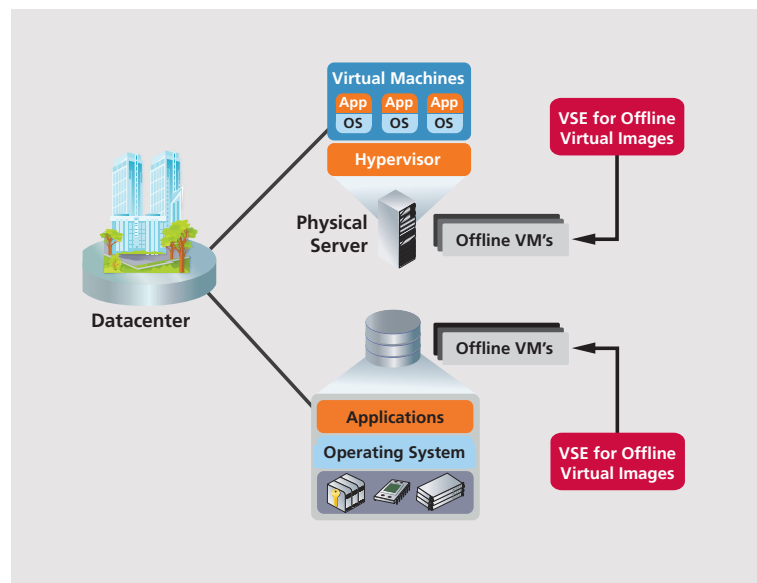 Virtual Machines
App App App
OS OS OS
Hypervisor
VSE for Offline
Virtual Images
Physical
Server
Offline VM's
Datacenter
Offline VM's
Applications
Operating System
VSE for Offline
Virtual Images